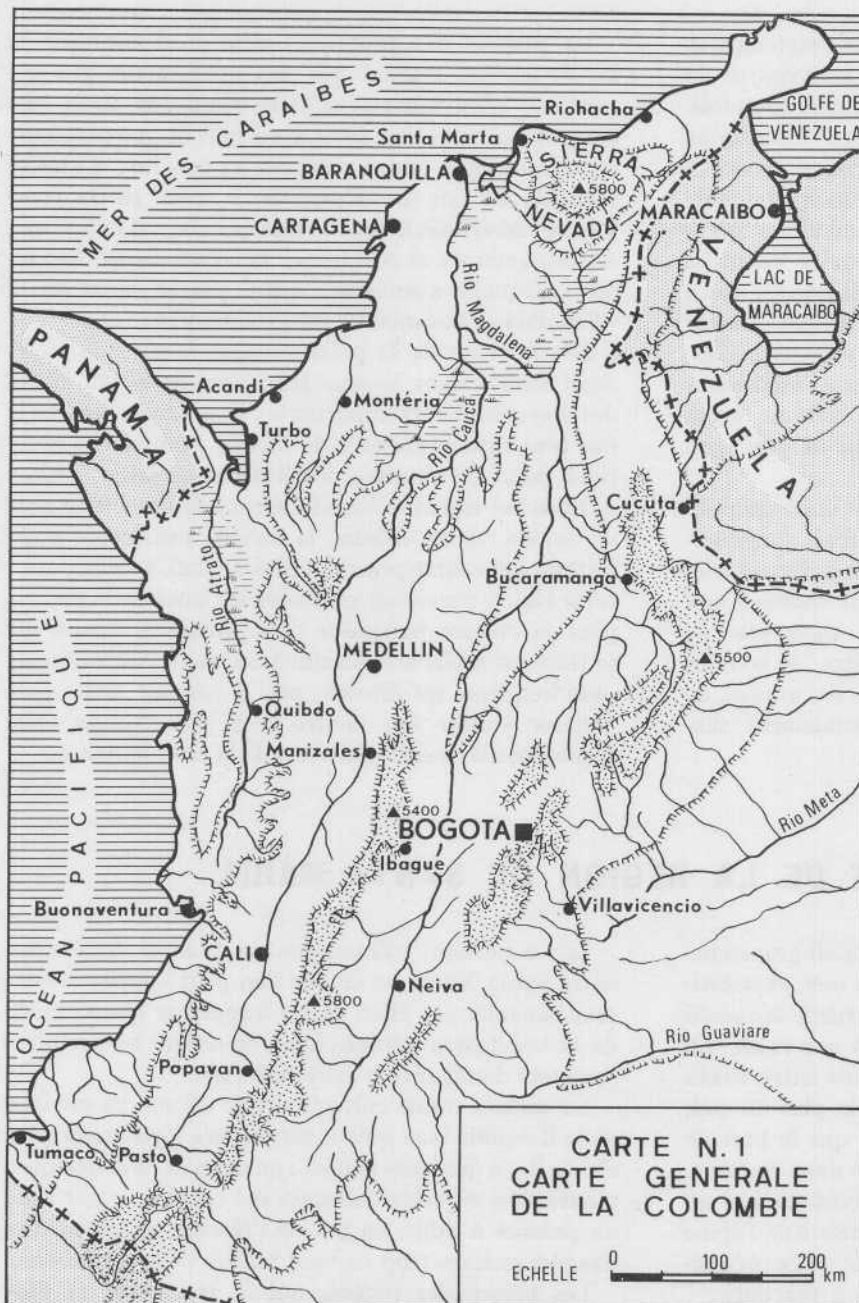 MER DES CARAIBES
Riohacha
GOLFE DE
VENEZUELA
Santa Marta
SIERRA
NEVADA
5800
BARANQUILLA
MARACAIBO
CARTAGENA
Rio Magdalena
LAC DE
MARACAIBO
VENEZUELA
PANAMA
Acandi
Montéria
Turbo
Rio Cauca
Cucuta
Rio Atrato
Bucaramanga
MEDELLIN
5500
Quibdo
Manizales
5400
BOGOTA
Ibague
Rio Meta
OCEAN PACIFIQUE
Buonaventura
Villavicencio
CALI
Neiva
5800
Rio Guaviare
Popavan
Tumaco
Pasto
CARTE N.1
CARTE GENERALE
DE LA COLOMBIE
ECHELLE
0 100 200
km